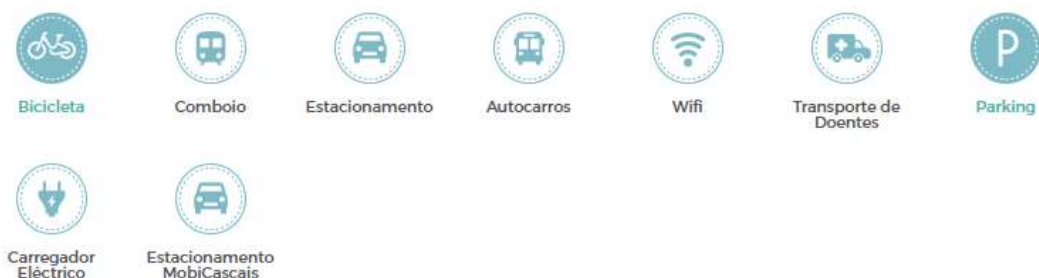 P
Bicicleta
Comboio
Estacionamento
Autocarros
Wifi
Transporte de
Doentes
Parking
Carregador
Eléctrico
Estacionamento
MobiCascais